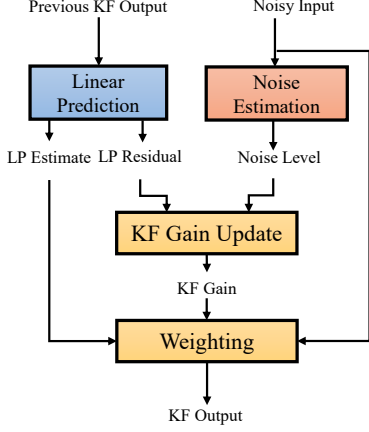 Previous KF Output
Noisy Input
Linear
Prediction
Noise
Estimation
LP Estimate
LP Residual
Noise Level
KF Gain Update
KF Gain
Weighting
KF Output